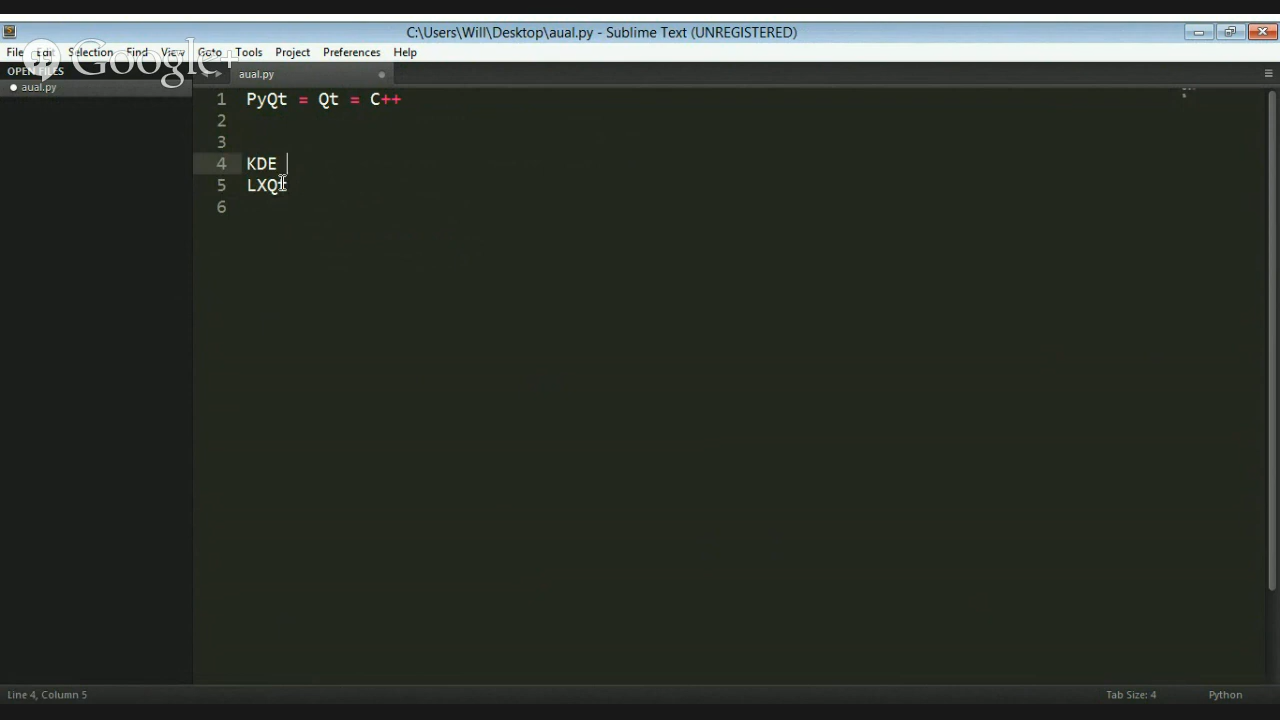 C:\Users\Will\Desktop\aual.py - Sublime Text (UNREGISTERED)
File Edit Selection Find View Goto Tools Project Preferences Help
Google+
OPEN FILES
aual.py
aual.py
1 PyQt = Qt = C++
2
3
4 KDE
5 LXQt
6
Line 4, Column 5
Tab Size: 4
Python